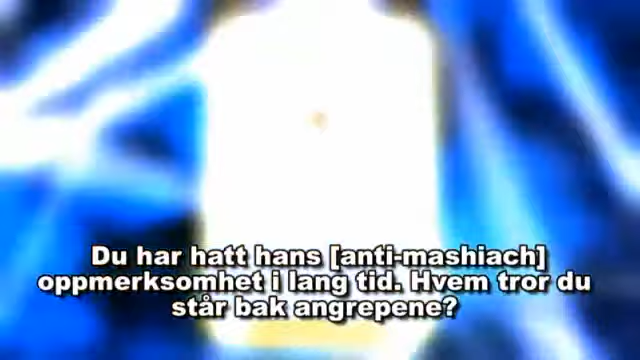 Du har hatt hans [anti-mashiach]
oppmerksomhet i lang tid. Hvem tror du
står bak angrepene?